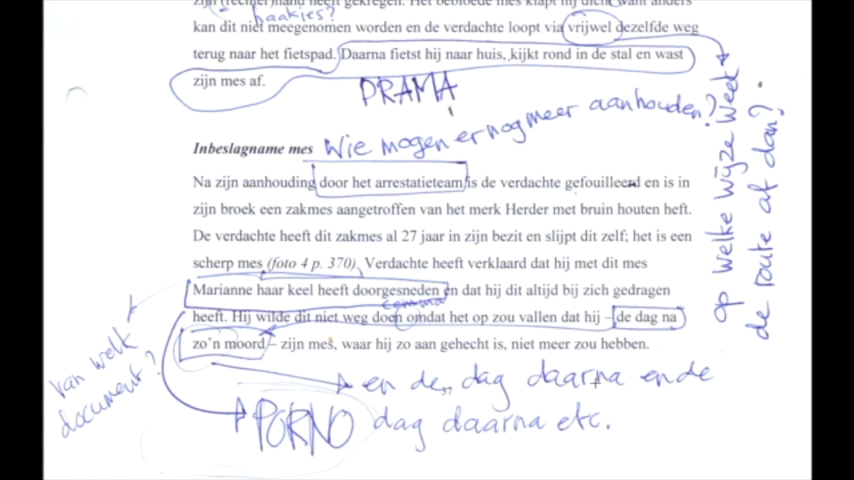 haakjes?
kan dit niet meegenomen worden en de verdachte loopt via vrijwel dezelfde weg
terug naar het fietspad. Daarna fietst hij naar huis, kijkt rond in de stal en wast
zijn mes af.
DRAMA
Wie mogen er nog meer aanhouden?
Inbeslagname mes
Na zijn aanhouding door het arrestatieteam is de verdachte gefouilleerd en is in
zijn broek een zakmes aangetroffen van het merk Herder met bruin houten heft.
De verdachte heeft dit zakmes al 27 jaar in zijn bezit en slijpt dit zelf; het is een
scherp mes (foto 4 p. 370). Verdachte heeft verklaard dat hij met dit mes
Marianne haar keel heeft doorgesneden en dat hij dit altijd bij zich gedragen
comma
heeft. Hij wilde dit niet weg doen omdat het op zou vallen dat hij – de dag na
zo'n moord – zijn mes, waar hij zo aan gehecht is, niet meer zou hebben.
op welke wijze week
de route af dan?
van welk
document?
en de,, dag daarna en de
PORNO dag daarna etc.